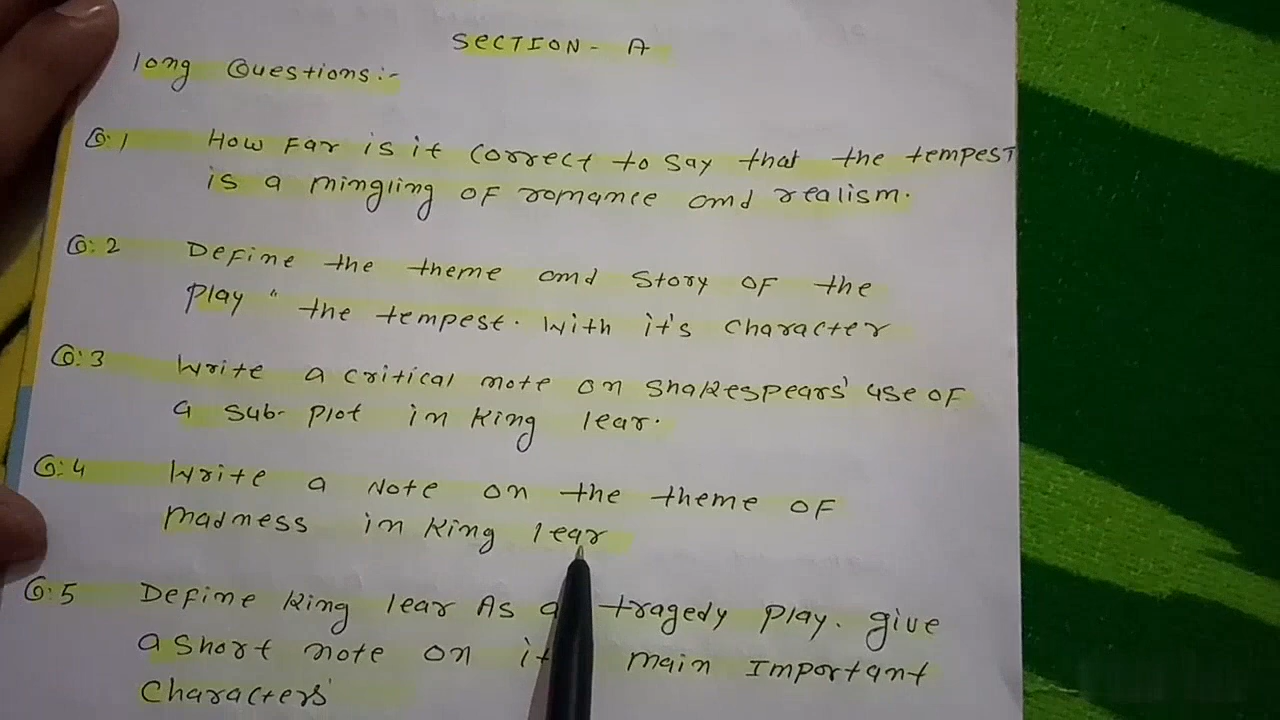 SECTION - A
long Questions:-
Q.1 How Far is it correct to say that the tempest
is a mingling of romance and realism.
Q:2 Define the theme and story of the
play " the tempest. With it's character
Q:3 Write a critical note on Shakespears' use of
a sub-plot in King lear.
Q:4 Write a Note on the theme of
madness in King lear
Q:5 Define King lear As a tragedy play. give
a short note on it main Important
characters'